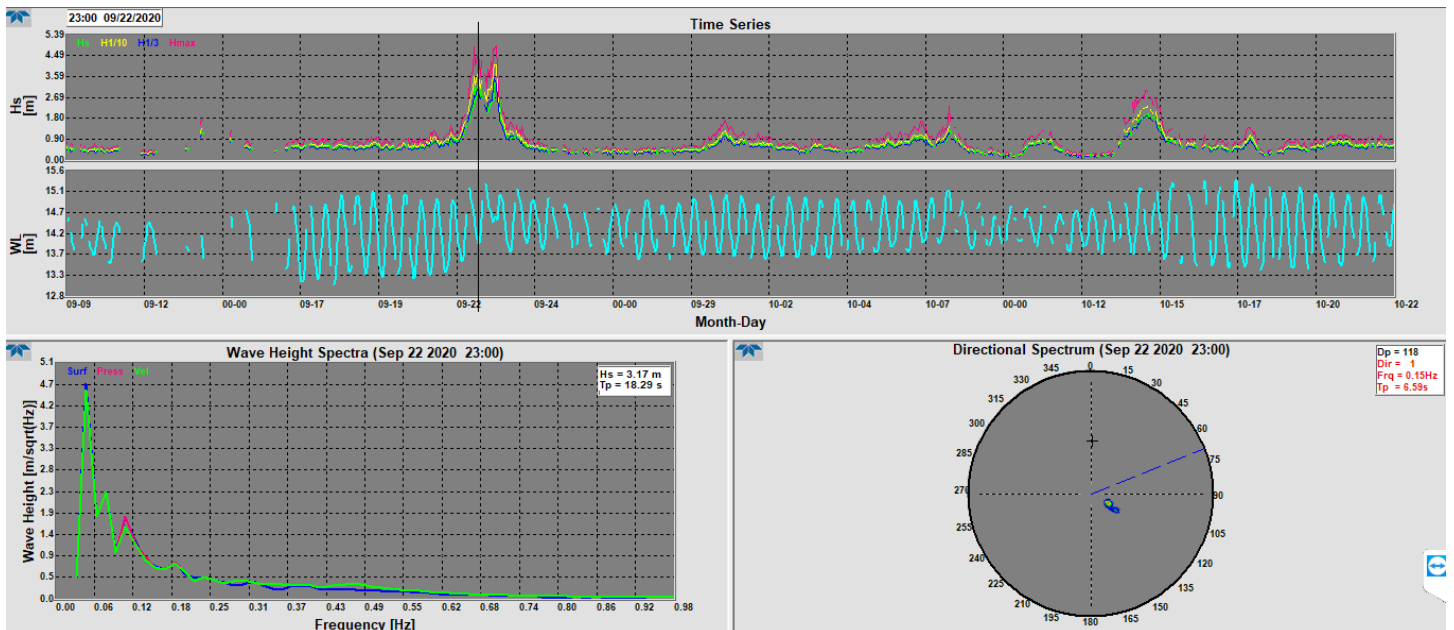 23:00 09/22/2020
Time Series
Hs H1/10 H1/3 Hmax
Hs
[m]
5.39
4.49
3.59
2.69
1.80
0.90
0.00
WL
[m]
15.6
15.1
14.7
14.2
13.7
13.3
12.8
09-09 09-12 00-00 09-17 09-19 09-22 09-24 00-00 09-29 10-02 10-04 10-07 00-00 10-12 10-15 10-17 10-20 10-22
Month-Day
Wave Height Spectra (Sep 22 2020 23:00)
Surf Press Vel
Hs = 3.17 m
Tp = 18.29 s
Wave Height [m/sqrt(Hz)]
5.1
4.7
4.2
3.7
3.3
2.8
2.3
1.9
1.4
0.9
0.5
0.0
0.00 0.06 0.12 0.18 0.25 0.31 0.37 0.43 0.49 0.55 0.62 0.68 0.74 0.80 0.86 0.92 0.98
Frequency [Hz]
Directional Spectrum (Sep 22 2020 23:00)
Dp = 118
Dir = 1
Frq = 0.15Hz
Tp = 6.59s
0
15
30
45
60
75
90
105
120
135
150
165
180
195
210
225
240
255
270
285
300
315
330
345